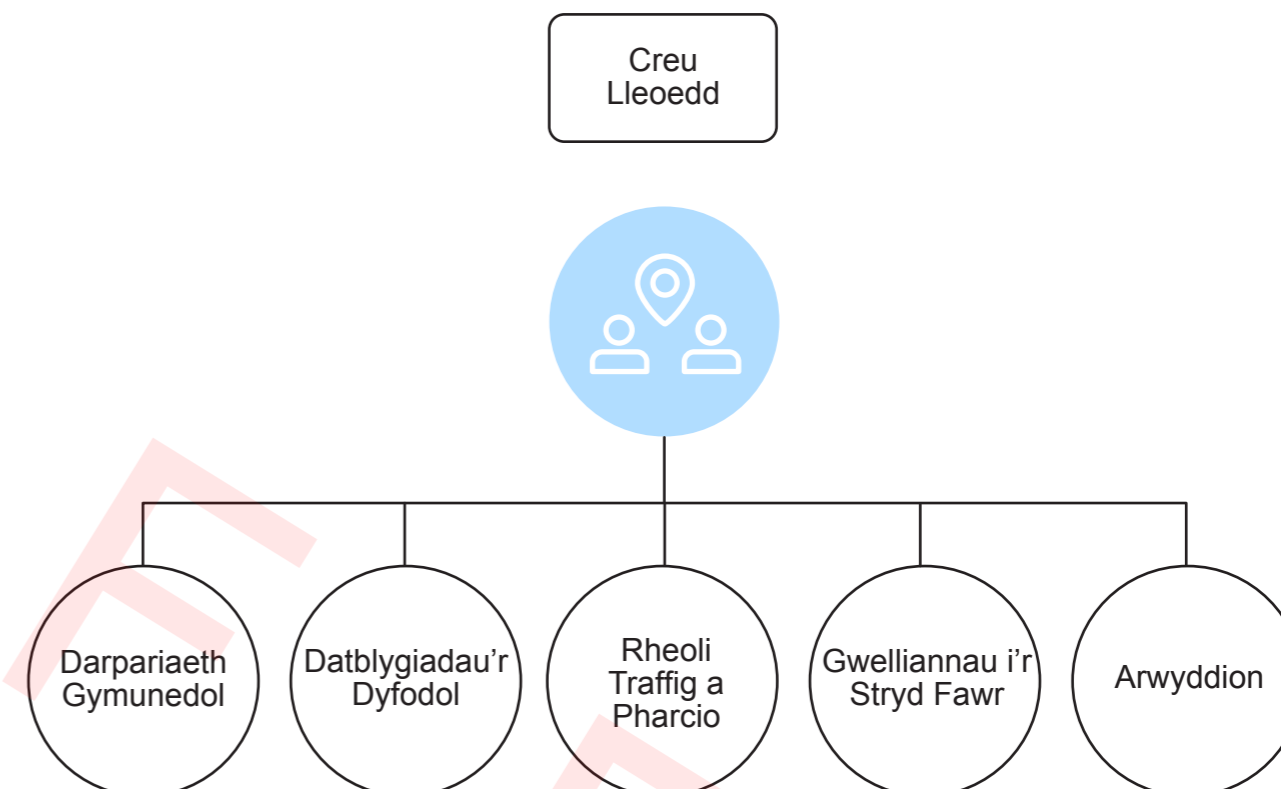 Creu
Lleoedd
Darpariaeth
Gymunedol
Datblygiadau’r
Dyfodol
Rheoli
Traffig a
Pharcio
Gwelliannau i’r
Stryd Fawr
Arwyddion